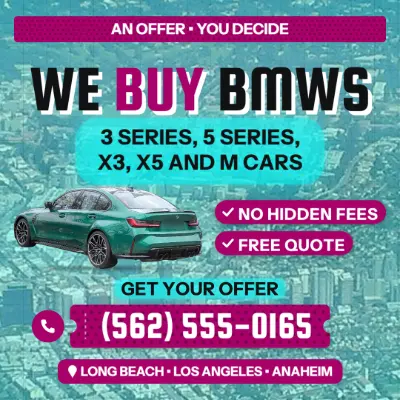 AN OFFER • YOU DECIDE
WE BUY BMWS
3 SERIES, 5 SERIES,
X3, X5 AND M CARS
NO HIDDEN FEES
FREE QUOTE
GET YOUR OFFER
(562) 555-0165
LONG BEACH • LOS ANGELES • ANAHEIM